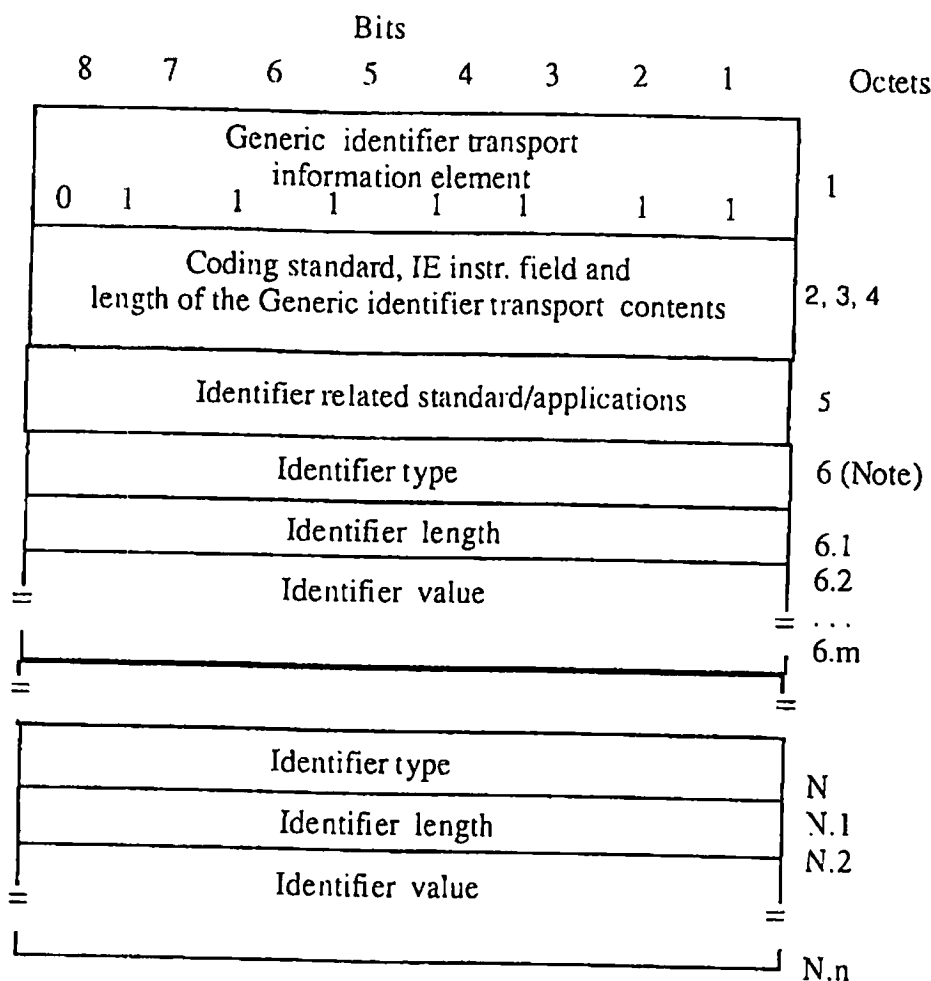 Bits
8 7 6 5 4 3 2 1 Octets
Generic identifier transport
information element
0 1 1 1 1 1 1 1
1
Coding standard, IE instr. field and
length of the Generic identifier transport contents
2, 3, 4
Identifier related standard/applications 5
Identifier type 6 (Note)
Identifier length 6.1
6.2
Identifier value
= = . . .
6.m
= =
Identifier type N
Identifier length N.1
N.2
Identifier value
= =
N.n